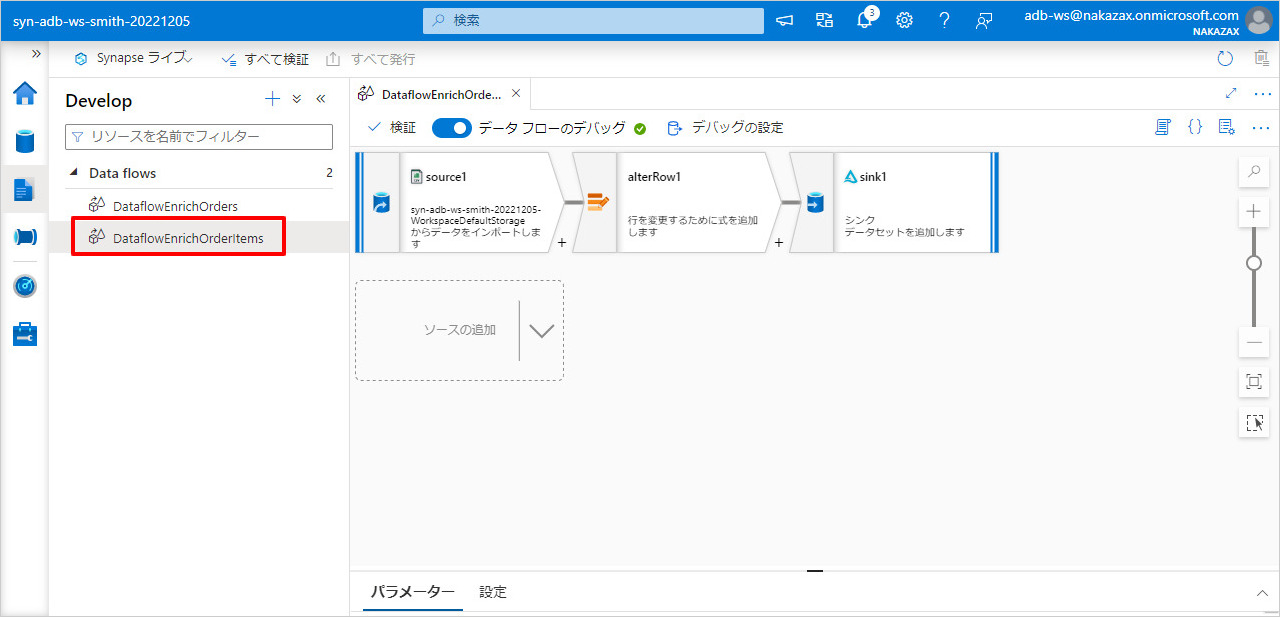 syn-adb-ws-smith-20221205
検索
3
adb-ws@nakazax.onmicrosoft.com
NAKAZAX
Synapse ライブ
すべて検証
すべて発行
Develop
リソースを名前でフィルター
Data flows
2
DataflowEnrichOrders
DataflowEnrichOrderItems
DataflowEnrichOrde...
検証
データ フローのデバッグ
デバッグの設定
source1
syn-adb-ws-smith-20221205-
WorkspaceDefaultStorage
からデータをインポートしま
す
+
alterRow1
行を変更するために式を追加
します
+
sink1
シンク
データセットを追加します
ソースの追加
パラメーター
設定